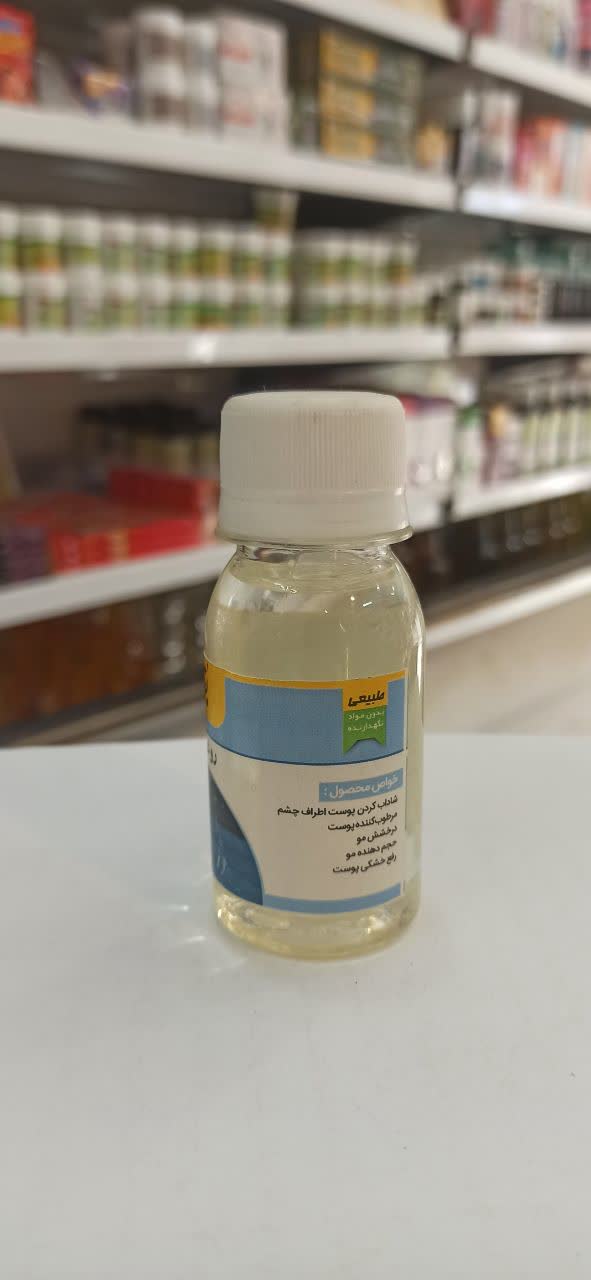 طبیعی
بدون مواد
نگهدارنده
خواص محصول :
شاداب کردن پوست اطراف چشم
مرطوب‌کننده پوست
درخشش مو
حجم دهنده مو
رفع خشکی پوست